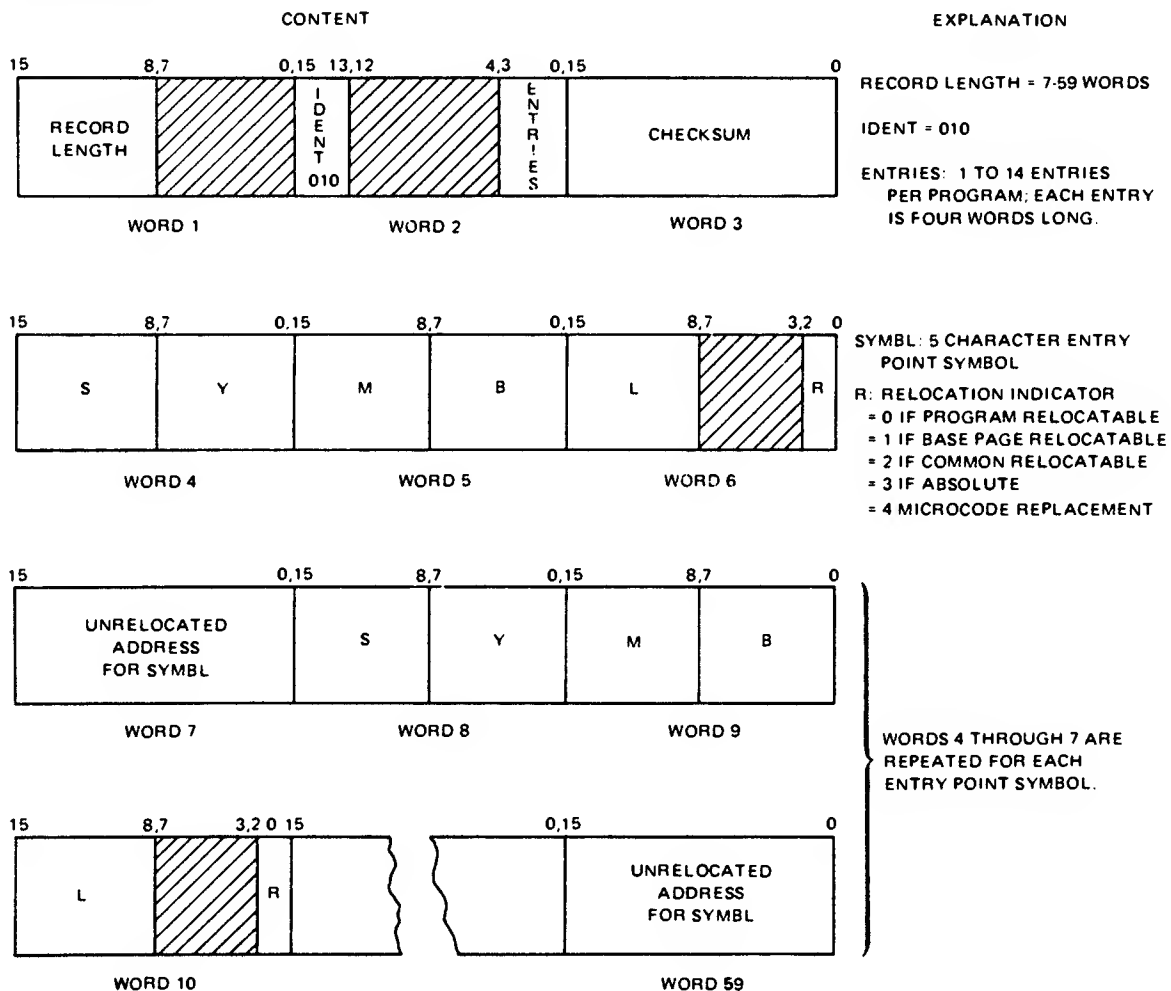 CONTENT
EXPLANATION
15 8,7 0,15 13,12 4,3 0,15 0
RECORD LENGTH = 7-59 WORDS
RECORD
LENGTH
IDENT
010
ENTRIES
CHECKSUM
IDENT = 010
ENTRIES: 1 TO 14 ENTRIES
PER PROGRAM; EACH ENTRY
IS FOUR WORDS LONG.
WORD 1 WORD 2 WORD 3
15 8,7 0,15 8,7 0,15 8,7 3,2 0
S Y M B L R
SYMBL: 5 CHARACTER ENTRY
POINT SYMBOL
R: RELOCATION INDICATOR
= 0 IF PROGRAM RELOCATABLE
= 1 IF BASE PAGE RELOCATABLE
= 2 IF COMMON RELOCATABLE
= 3 IF ABSOLUTE
= 4 MICROCODE REPLACEMENT
WORD 4 WORD 5 WORD 6
15 0,15 8,7 0,15 8,7 0
UNRELOCATED
ADDRESS
FOR SYMBL
S Y M B
WORD 7 WORD 8 WORD 9
WORDS 4 THROUGH 7 ARE
REPEATED FOR EACH
ENTRY POINT SYMBOL.
15 8,7 3,2 0 15 0,15 0
L R
UNRELOCATED
ADDRESS
FOR SYMBL
WORD 10 WORD 59